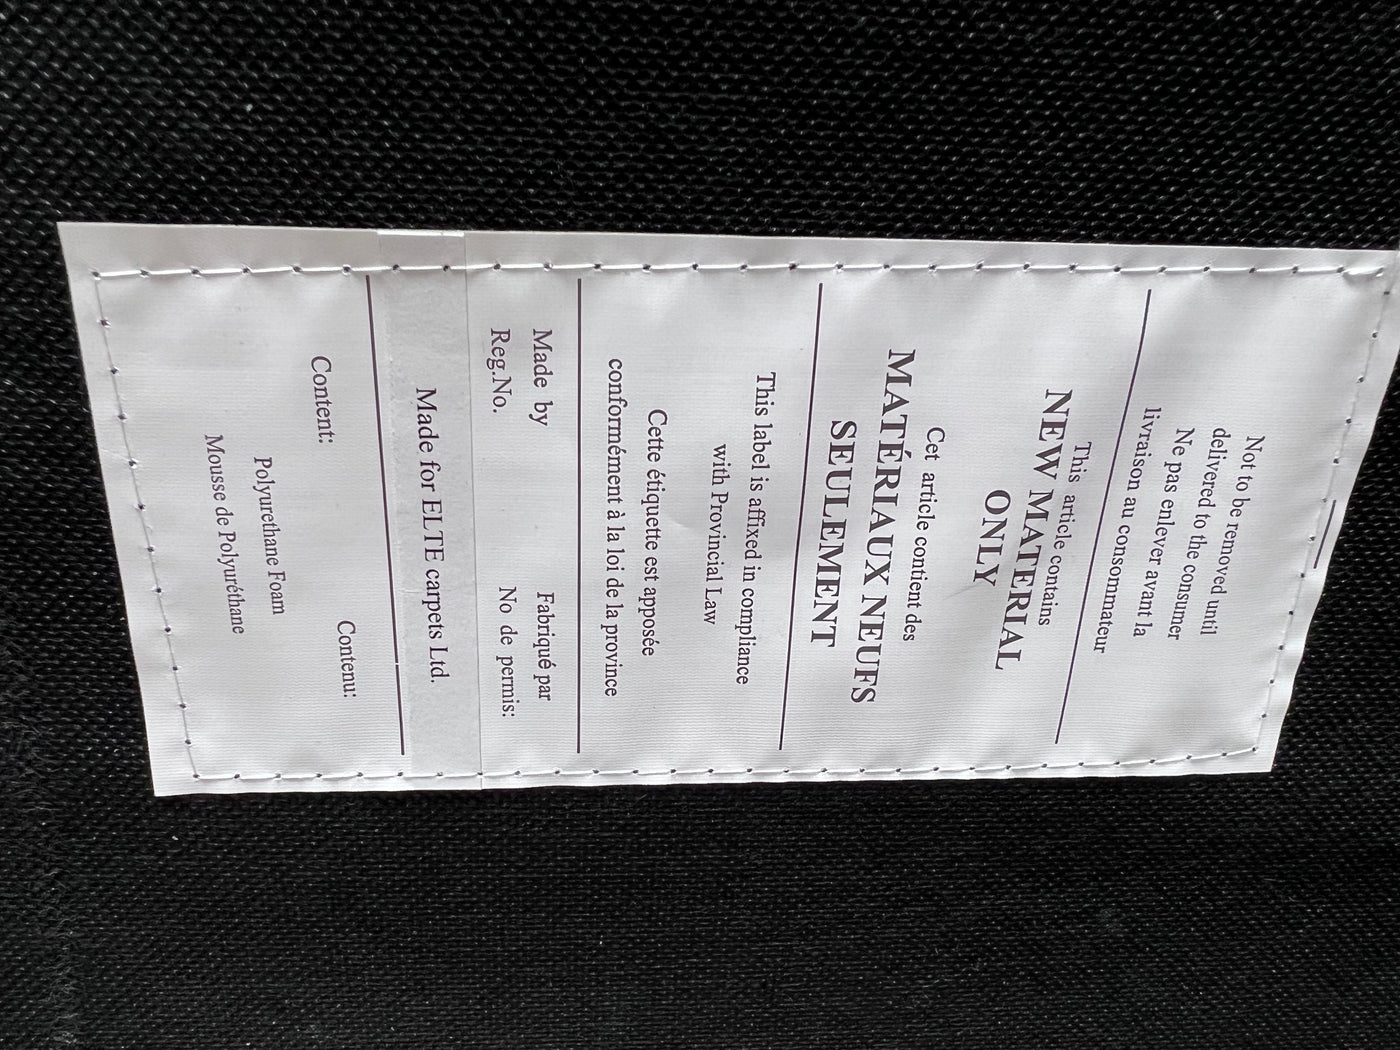 Not to be removed until
delivered to the consumer
Ne pas enlever avant la
livraison au consommateur
This article contains
NEW MATERIAL
ONLY
Cet article contient des
MATÉRIAUX NEUFS
SEULEMENT
This label is affixed in compliance
with Provincial Law
Cette étiquette est apposée
conformément à la loi de la province
Made by Fabriqué par
Reg.No. No de permis:
Made for ELTE carpets Ltd.
Content: Contenu:
Polyurethane Foam
Mousse de Polyuréthane